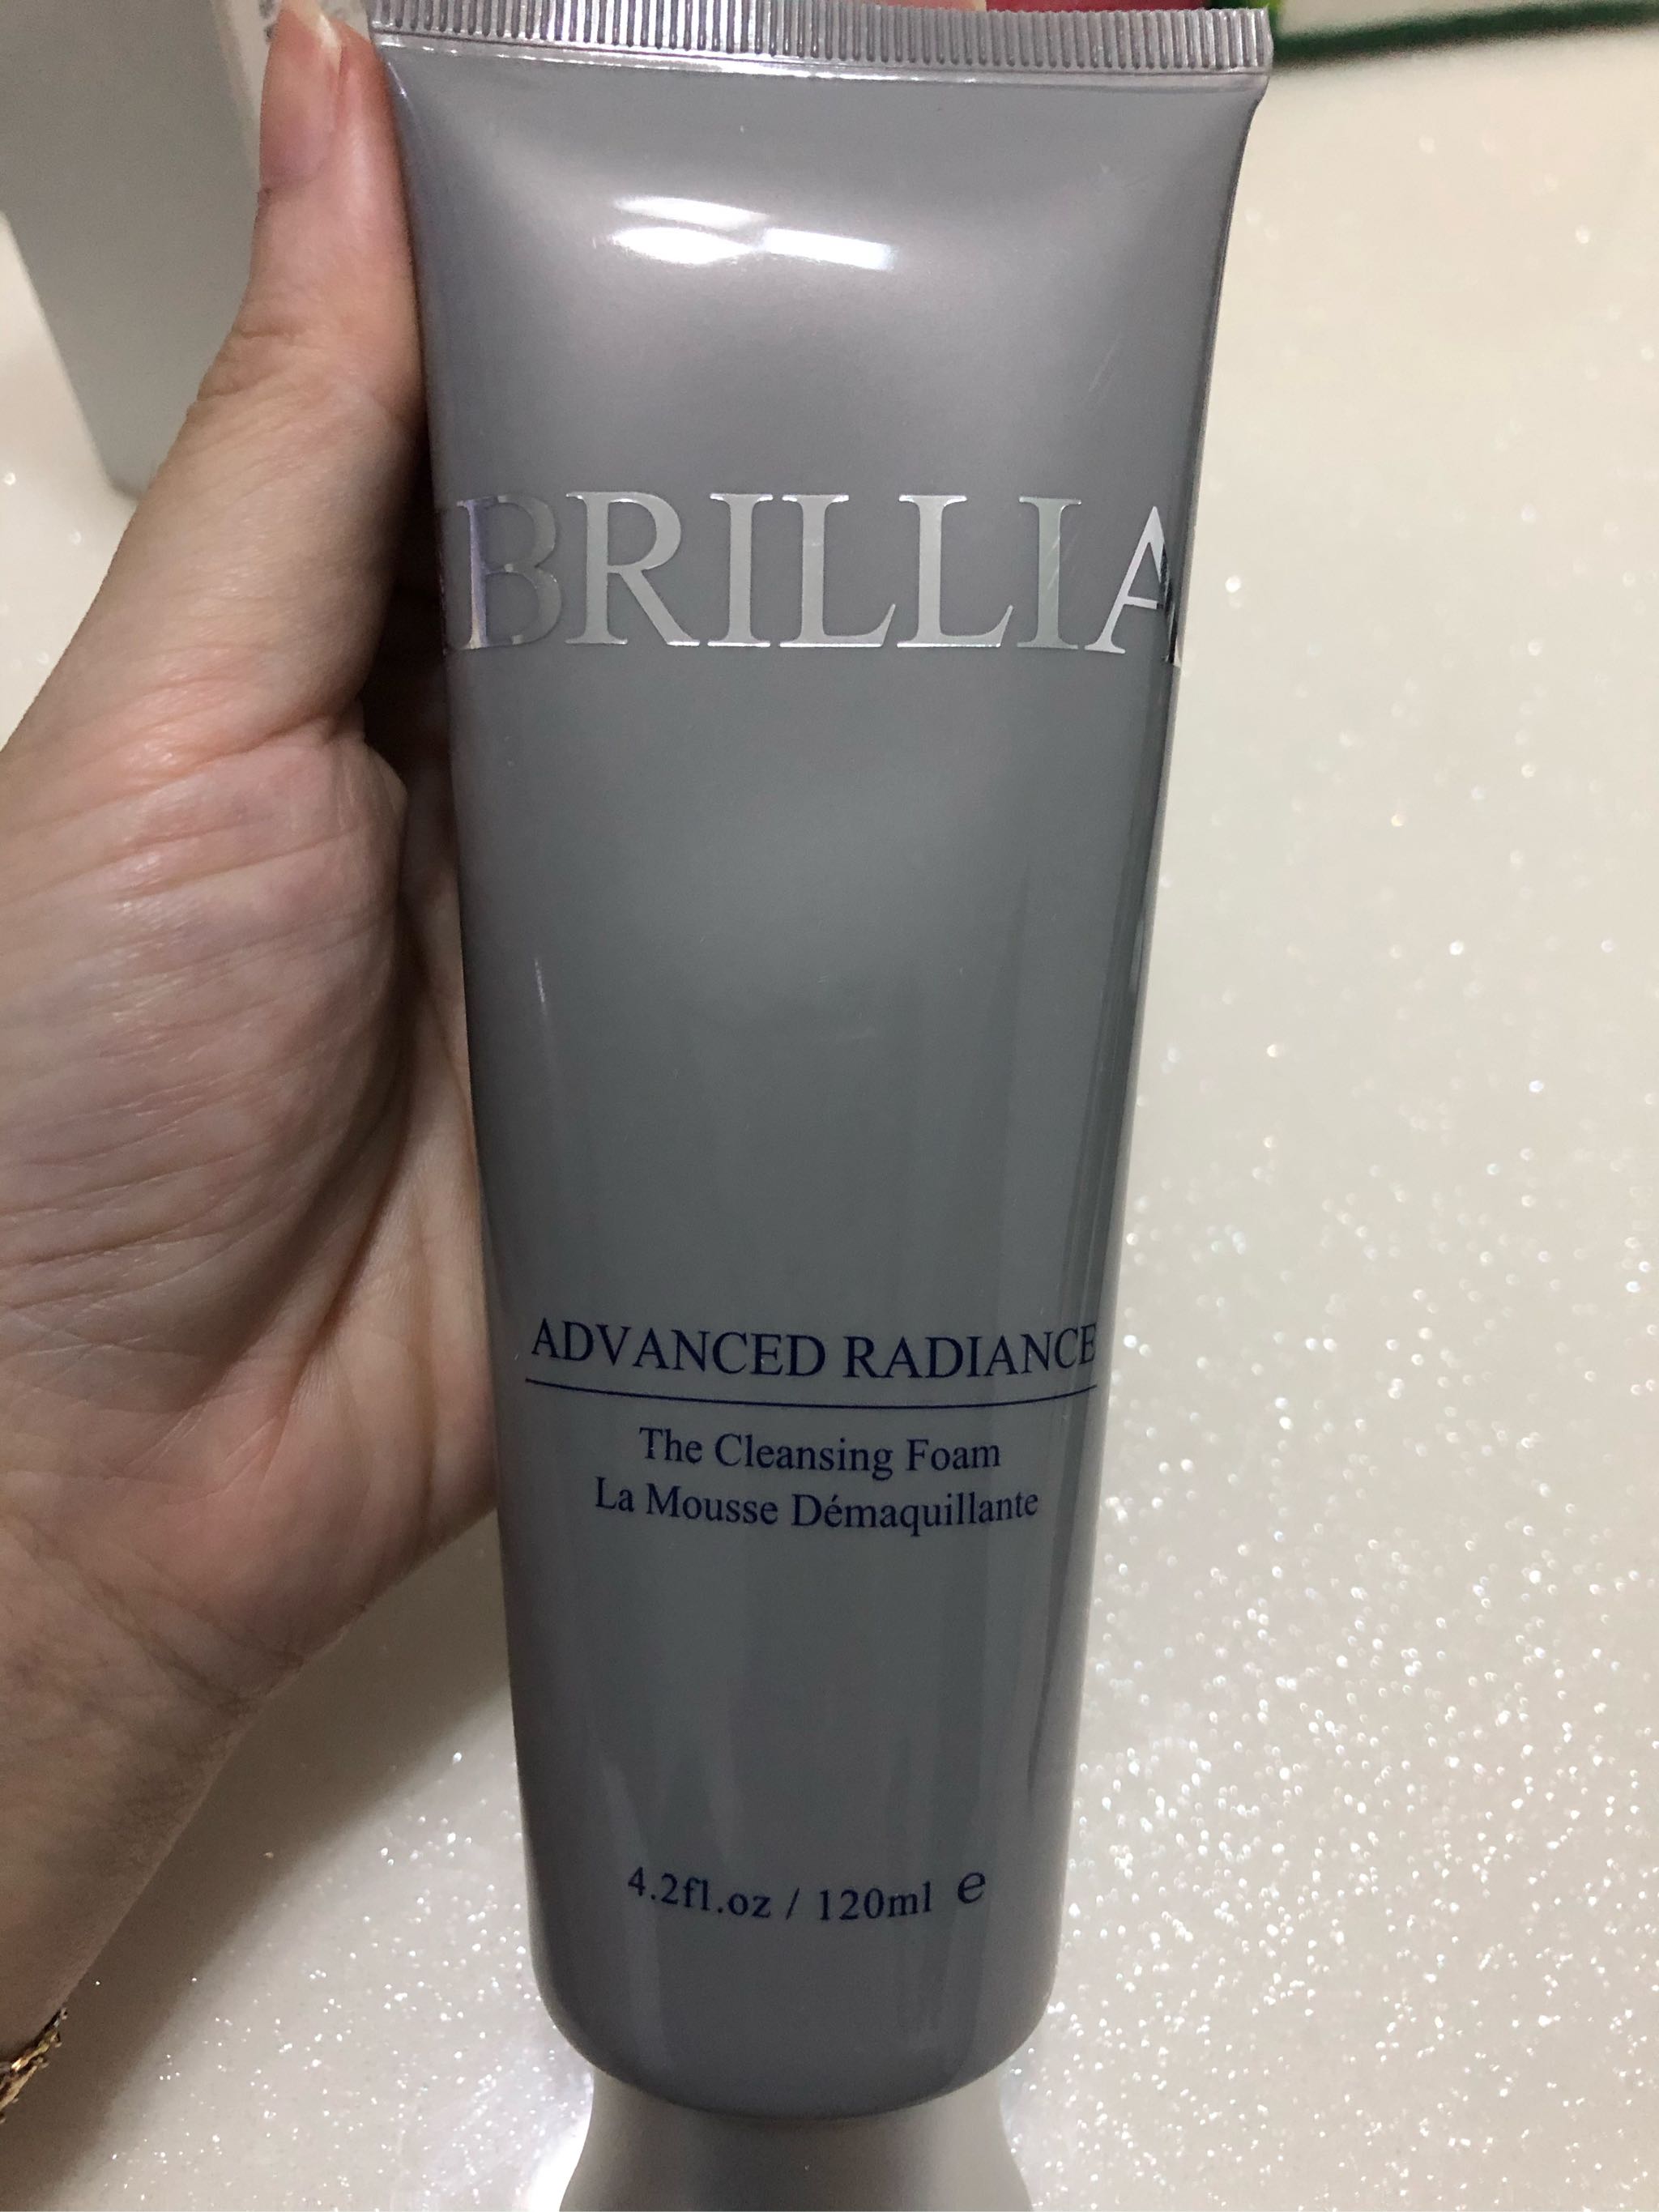 BRILLIA
ADVANCED RADIANCE
The Cleansing Foam
La Mousse Démaquillante
4.2fl.oz / 120ml e